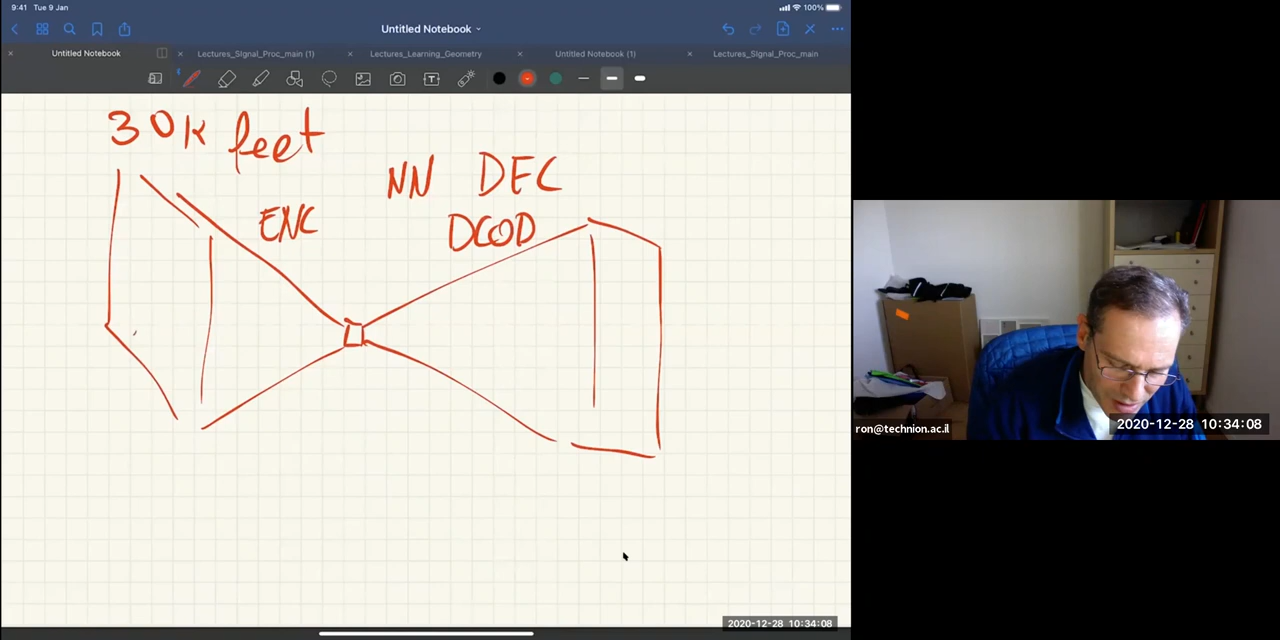 9:41 Tue 9 Jan
100%
Untitled Notebook
Untitled Notebook
Lectures_SIgnal_Proc_main (1)
Lectures_Learning_Geometry
Untitled Notebook (1)
Lectures_SIgnal_Proc_main
T
30k feet
NN DEC
ENC
DCOD
ron@technion.ac.il
2020-12-28 10:34:08
2020-12-28 10:34:08